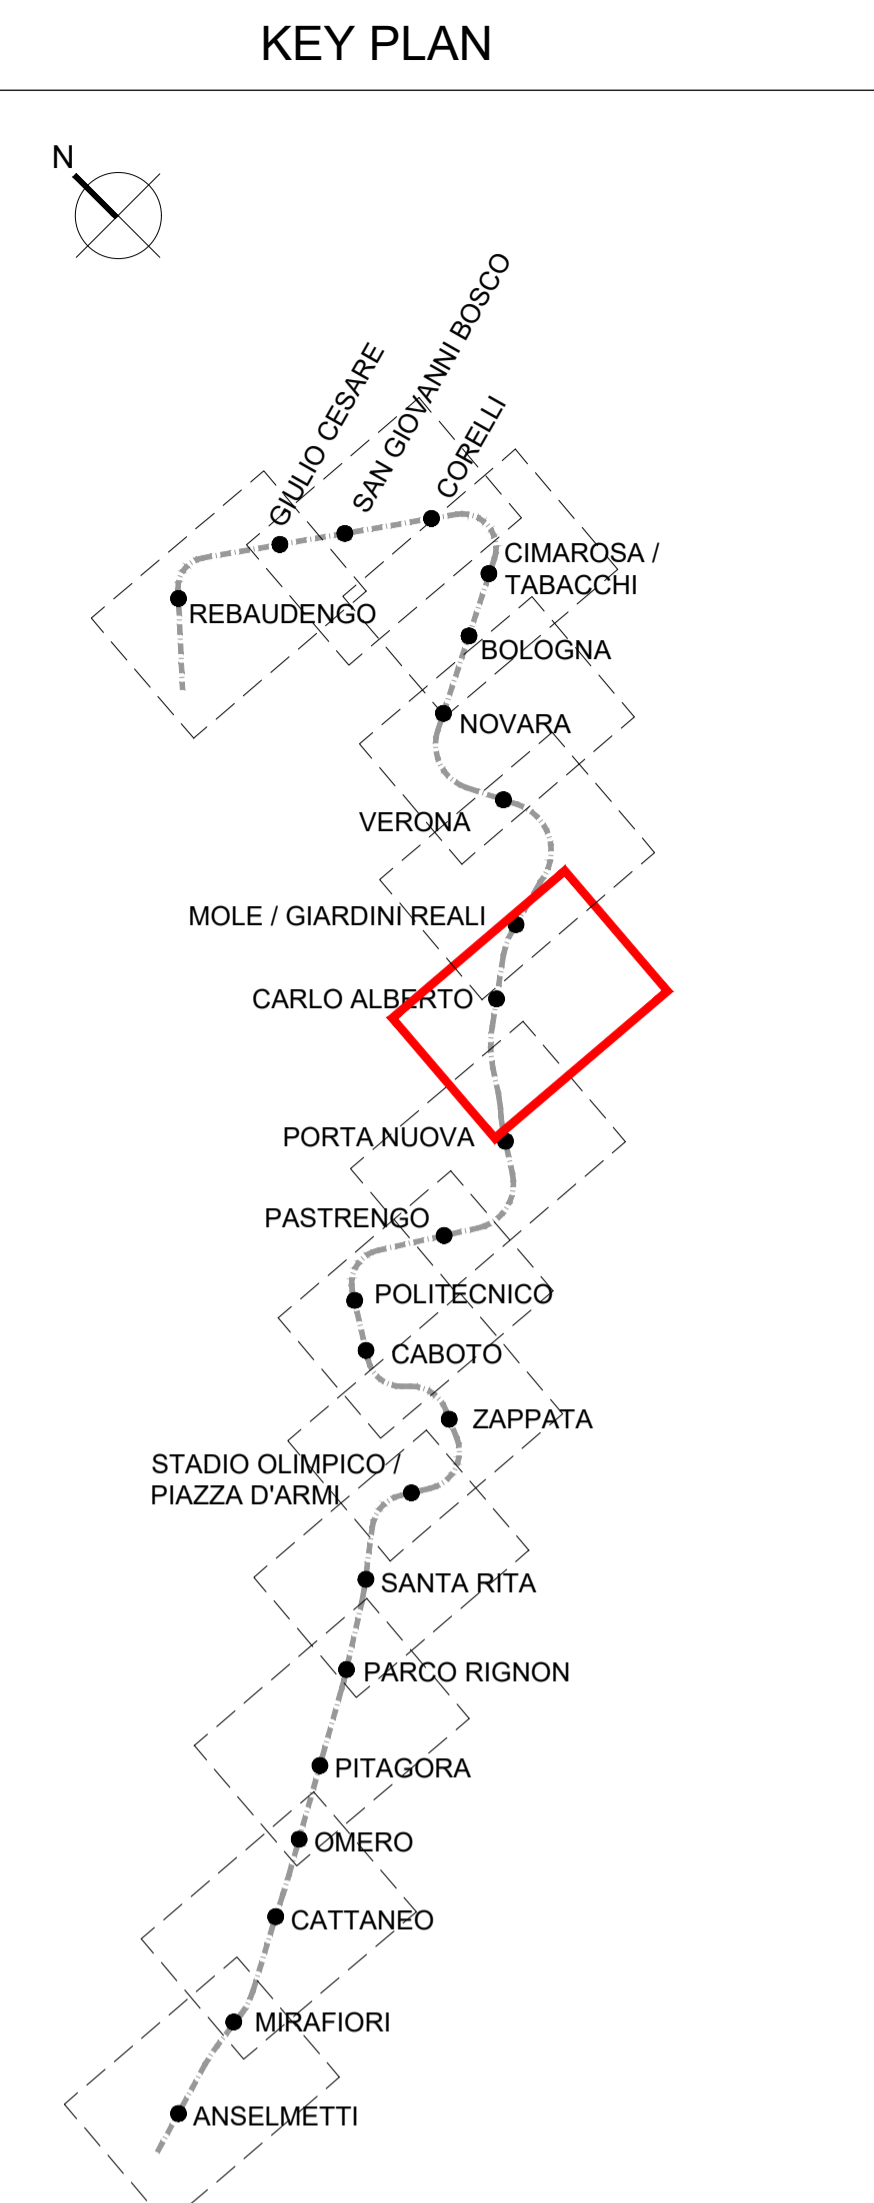 KEY PLAN
N
GIULIO CESARE
SAN GIOVANNI BOSCO
CORELLI
CIMAROSA /
TABACCHI
REBAUDENGO
BOLOGNA
NOVARA
VERONA
MOLE / GIARDINI REALI
CARLO ALBERTO
PORTA NUOVA
PASTRENGO
POLITECNICO
CABOTO
ZAPPATA
STADIO OLIMPICO /
PIAZZA D'ARMI
SANTA RITA
PARCO RIGNON
PITAGORA
OMERO
CATTANEO
MIRAFIORI
ANSELMETTI